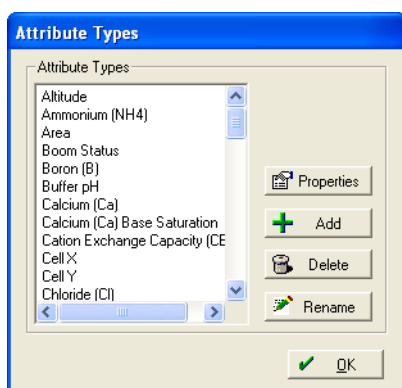 Attribute Types
Attribute Types
Altitude
Ammonium (NH4)
Area
Boom Status
Boron (B)
Buffer pH
Calcium (Ca)
Calcium (Ca) Base Saturation
Cation Exchange Capacity (CE
Cell X
Cell Y
Chloride (Cl)
Properties
Add
Delete
Rename
OK